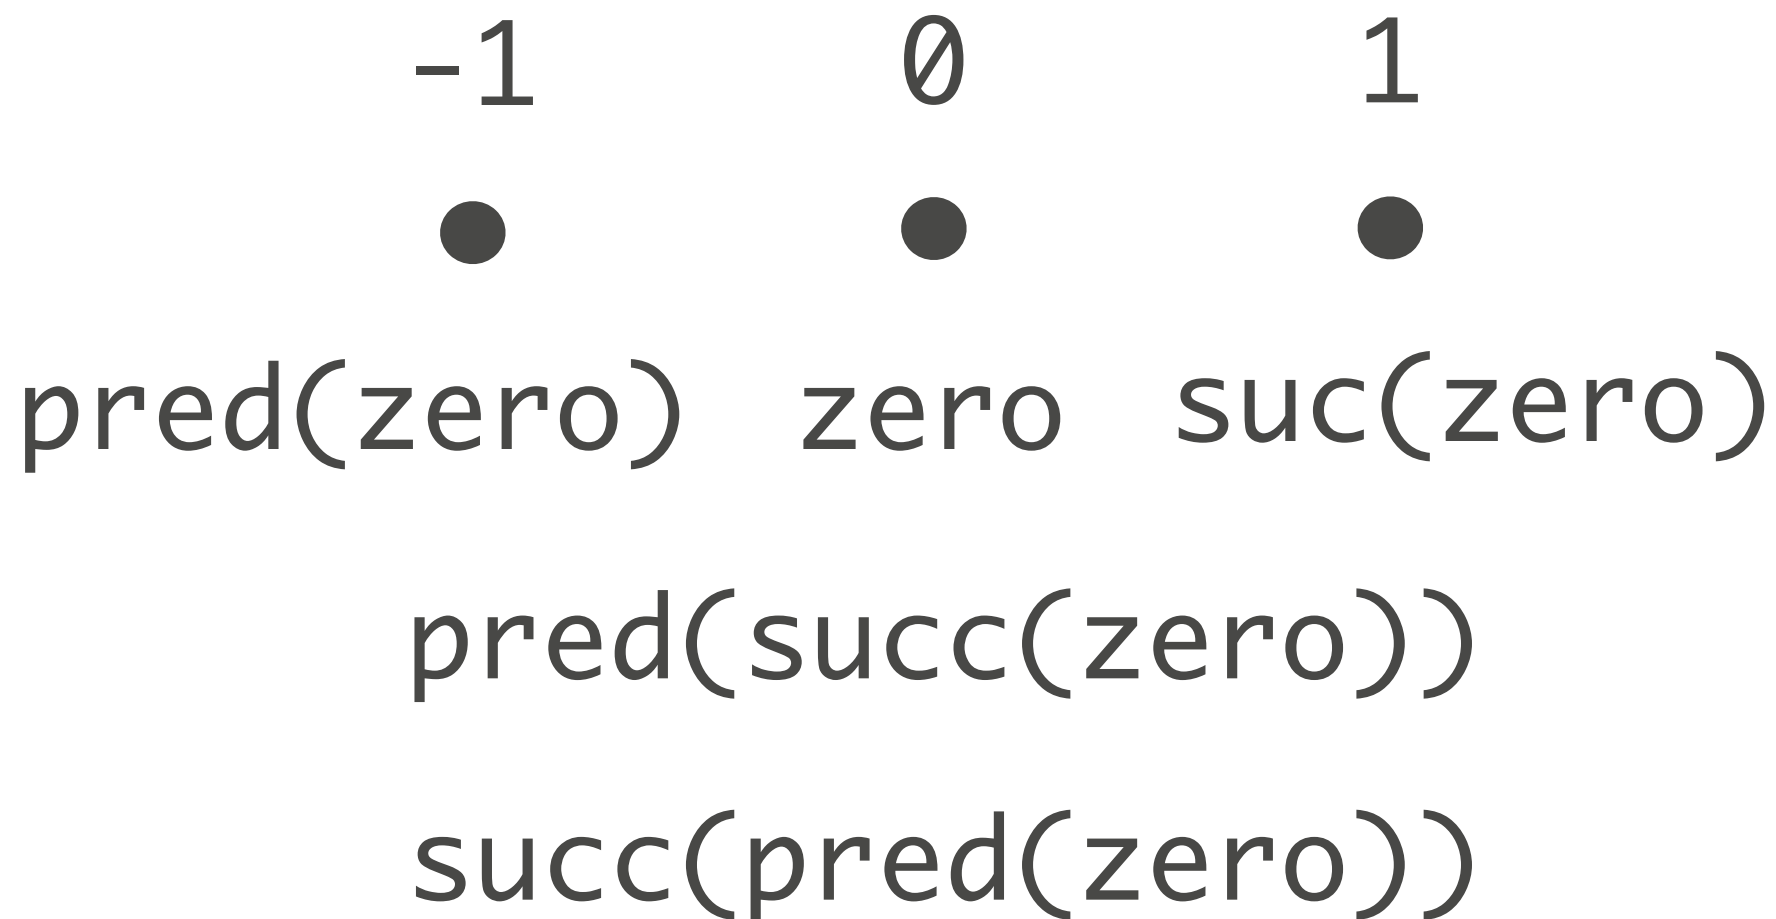 -1 0 1
pred(zero) zero suc(zero)
pred(succ(zero))
succ(pred(zero))